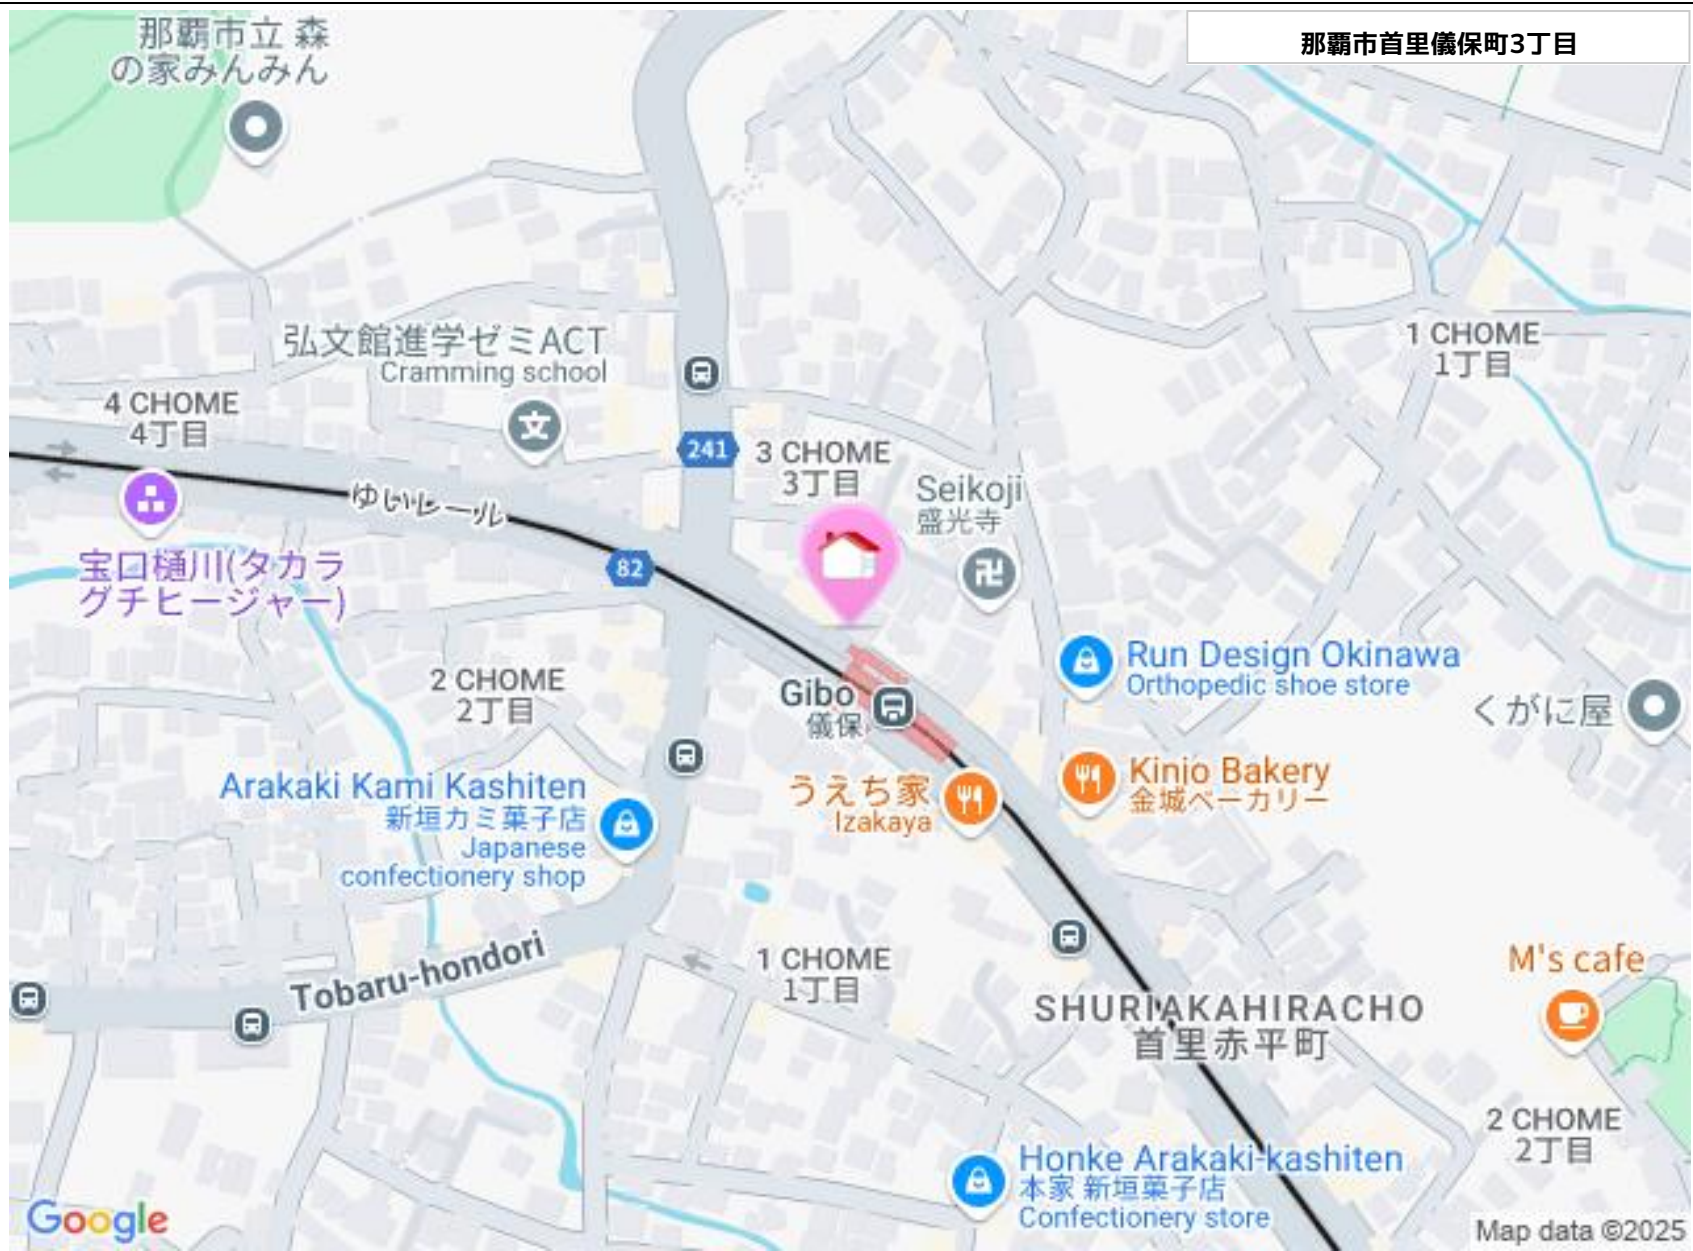 那覇市立 森
の家みんみん
那覇市首里儀保町3丁目
弘文館進学ゼミACT
Cramming school
1 CHOME
1丁目
4 CHOME
4丁目
241
3 CHOME
3丁目
Seikoji
盛光寺
ゆいレール
82
宝口樋川(タカラ
グチヒージャー)
2 CHOME
2丁目
Gibo
儀保
Run Design Okinawa
Orthopedic shoe store
くがに屋
Arakaki Kami Kashiten
新垣カミ菓子店
Japanese
confectionery shop
うえち家
Izakaya
Kinjo Bakery
金城ベーカリー
Tobaru-hondori
1 CHOME
1丁目
SHURIAKAHIRACHO
首里赤平町
M's cafe
2 CHOME
2丁目
Honke Arakaki-kashiten
本家 新垣菓子店
Confectionery store
Google
Map data ©2025